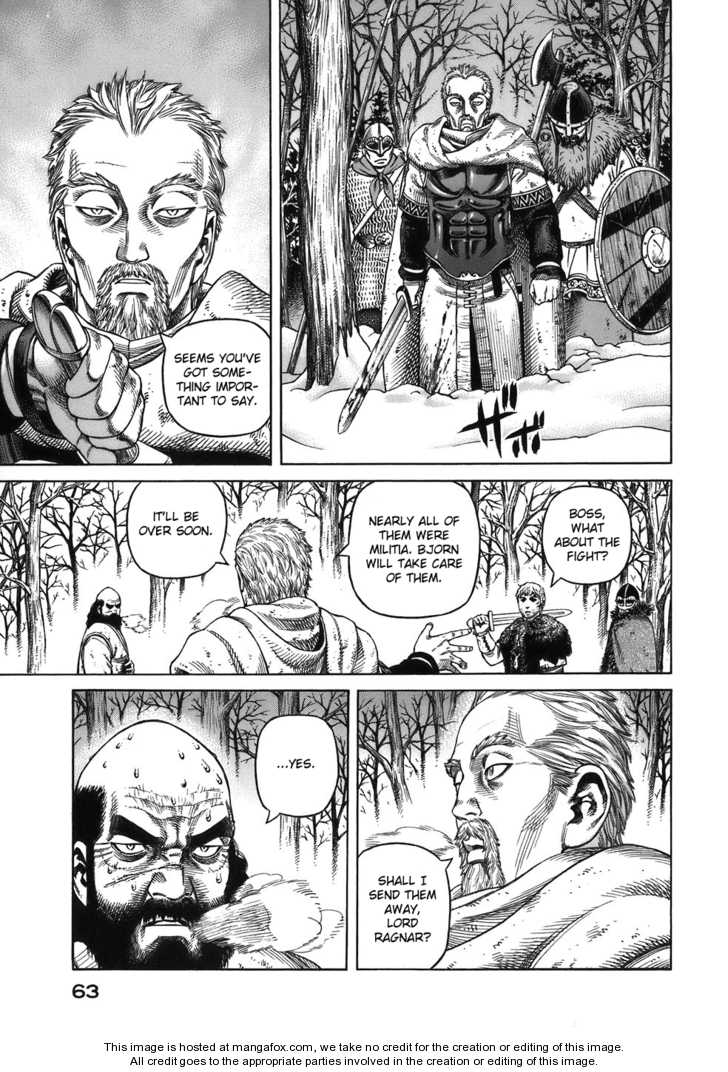 ザザ
SEEMS YOU'VE
GOT SOME-
THING IMPOR-
TANT TO SAY.
BOSS,
WHAT
ABOUT THE
FIGHT?
NEARLY ALL OF
THEM WERE
MILITIA. BJORN
WILL TAKE CARE
OF THEM.
IT'LL BE
OVER SOON.
SHALL I
SEND THEM
AWAY,
LORD
RAGNAR?
...YES.
63
This image is hosted at mangafox.com, we take no credit for the creation or editing of this image.
All credit goes to the appropriate parties involved in the creation or editing of this image.